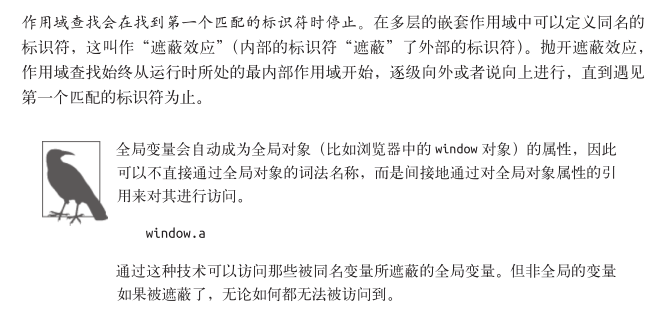 作用域查找会在找到第一个匹配的标识符时停止。在多层的嵌套作用域中可以定义同名的
标识符，这叫作“遮蔽效应”（内部的标识符“遮蔽”了外部的标识符）。抛开遮蔽效应，
作用域查找始终从运行时所处的最内部作用域开始，逐级向外或者说向上进行，直到遇见
第一个匹配的标识符为止。
全局变量会自动成为全局对象（比如浏览器中的 window 对象）的属性，因此
可以不直接通过全局对象的词法名称，而是间接地通过对全局对象属性的引
用来对其进行访问。
window.a
通过这种技术可以访问那些被同名变量所遮蔽的全局变量。但非全局的变量
如果被遮蔽了，无论如何都无法被访问到。